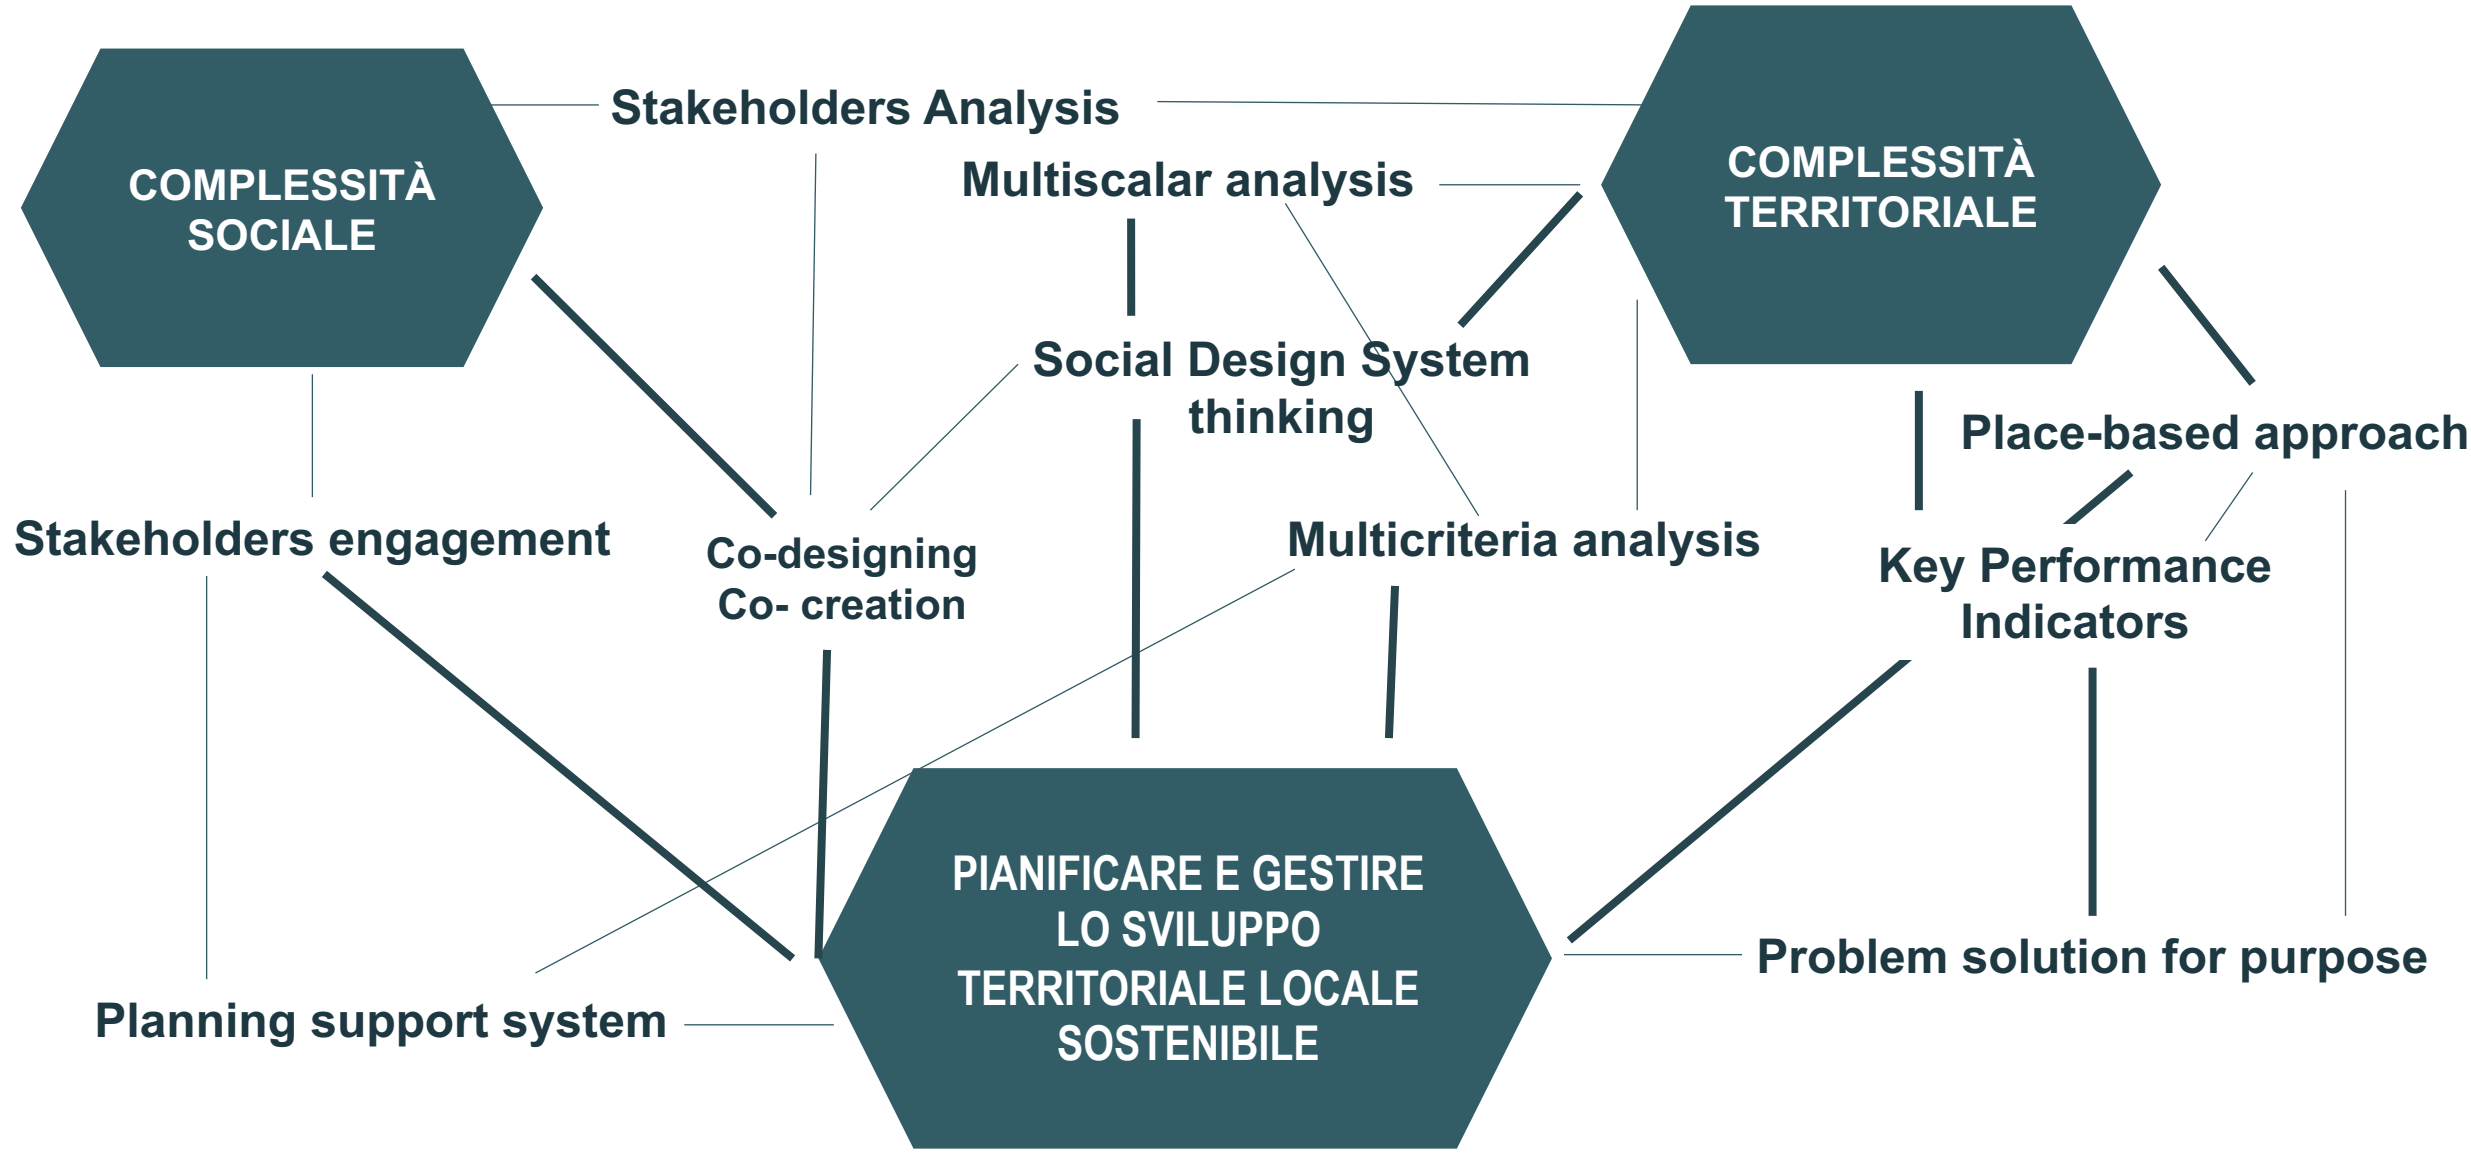 Stakeholders Analysis
COMPLESSITÀ
SOCIALE
Multiscalar analysis
COMPLESSITÀ
TERRITORIALE
Social Design System
thinking
Place-based approach
Stakeholders engagement
Co-designing
Co- creation
Multicriteria analysis
Key Performance
Indicators
PIANIFICARE E GESTIRE
LO SVILUPPO
TERRITORIALE LOCALE
SOSTENIBILE
Problem solution for purpose
Planning support system